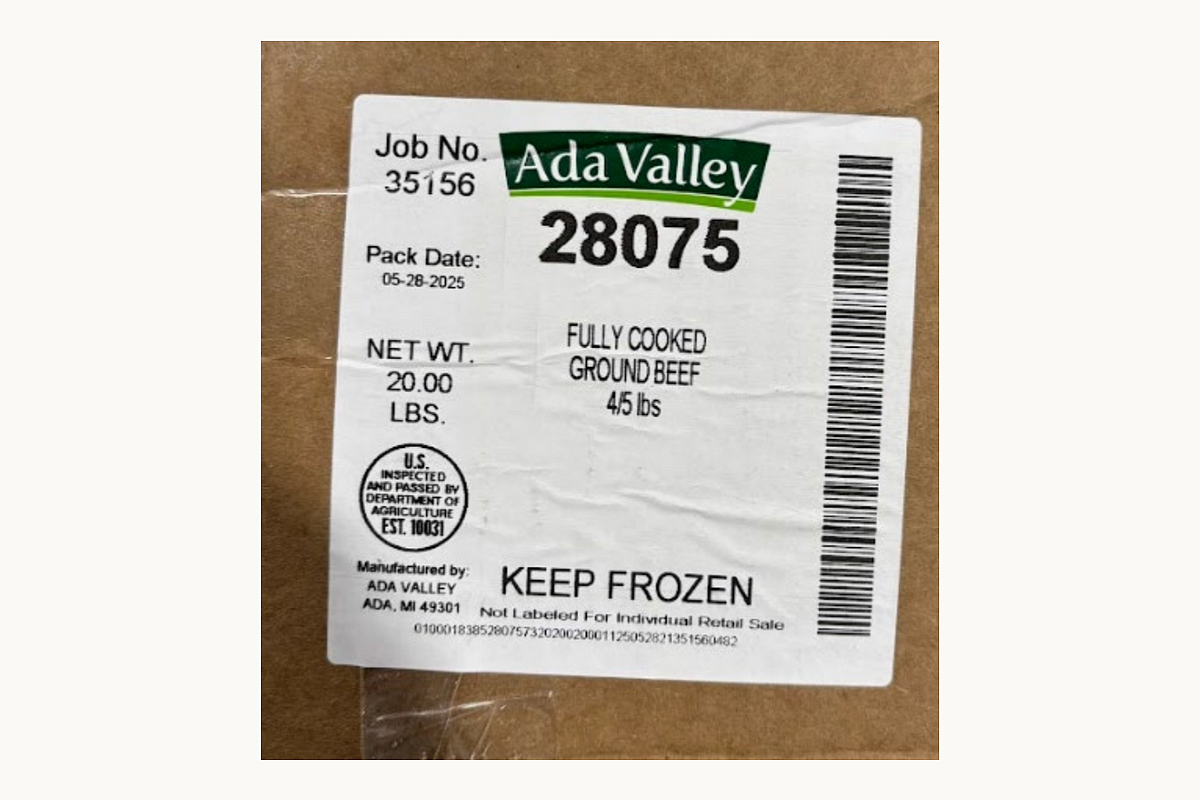 Job No.
35156
Pack Date:
05-28-2025
NET WT.
20.00
LBS.
U.S.
INSPECTED
AND PASSED BY
DEPARTMENT OF
AGRICULTURE
EST. 10031
Manufactured by:
ADA VALLEY
ADA, MI 49301
Ada Valley
28075
FULLY COOKED
GROUND BEEF
4/5 lbs
KEEP FROZEN
Not Labeled For Individual Retail Sale